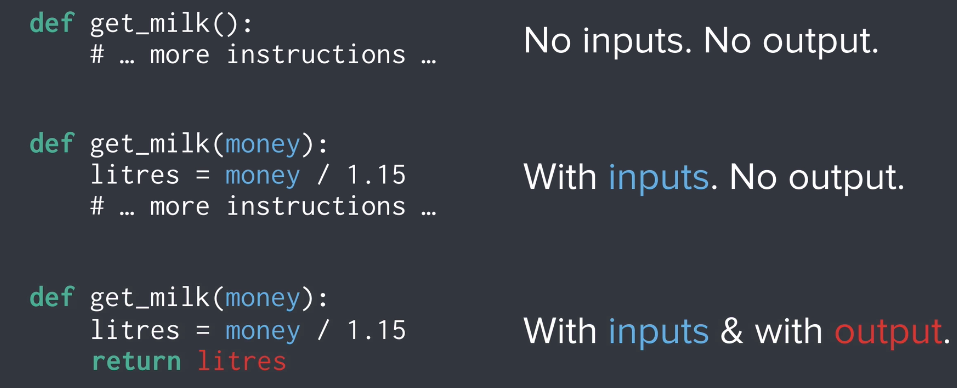 def get_milk():
    # … more instructions …
No inputs. No output.
def get_milk(money):
    litres = money / 1.15
    # … more instructions …
With inputs. No output.
def get_milk(money):
    litres = money / 1.15
    return litres
With inputs & with output.